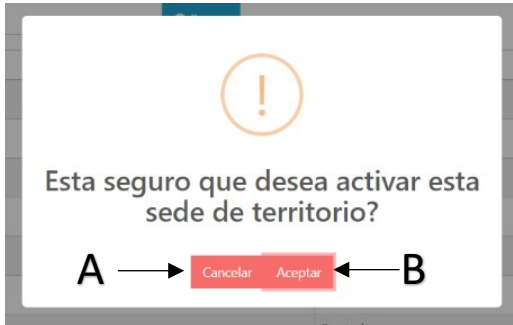 !
Esta seguro que desea activar esta
sede de territorio?
A Cancelar Aceptar B